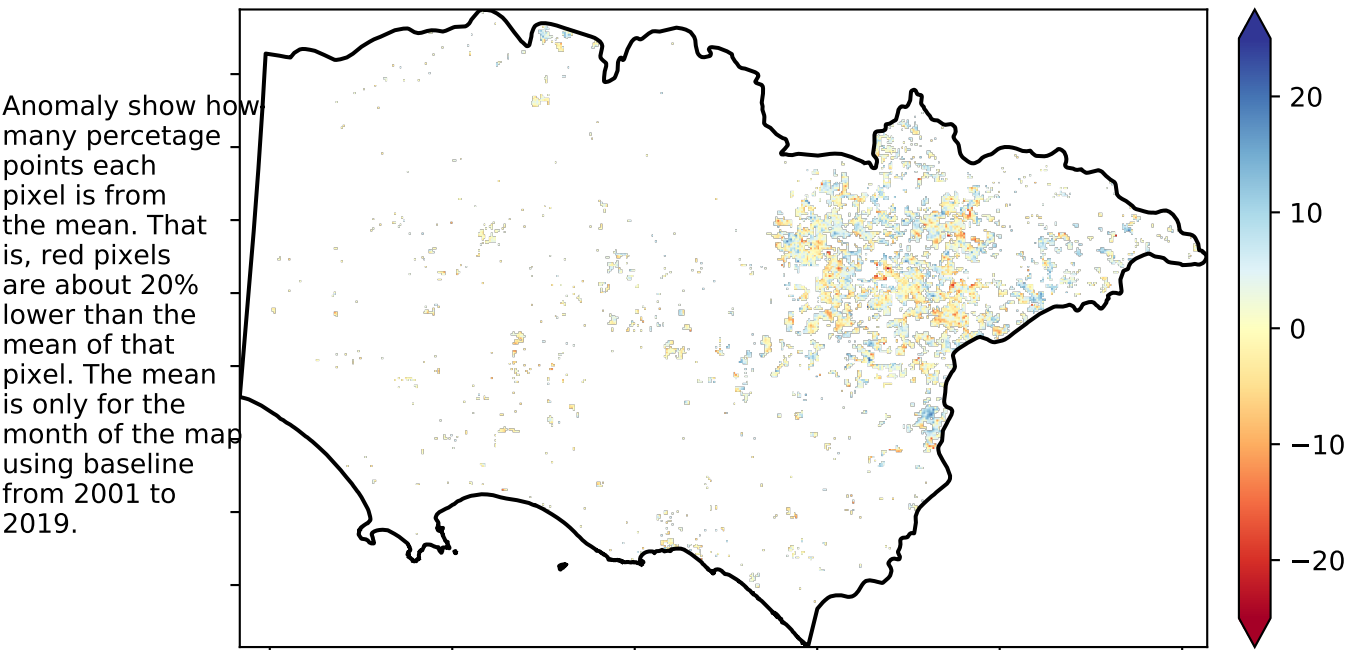 Anomaly show how
many percetage
points each
pixel is from
the mean. That
is, red pixels
are about 20%
lower than the
mean of that
pixel. The mean
is only for the
month of the map
using baseline
from 2001 to
2019.
20
10
0
−10
−20